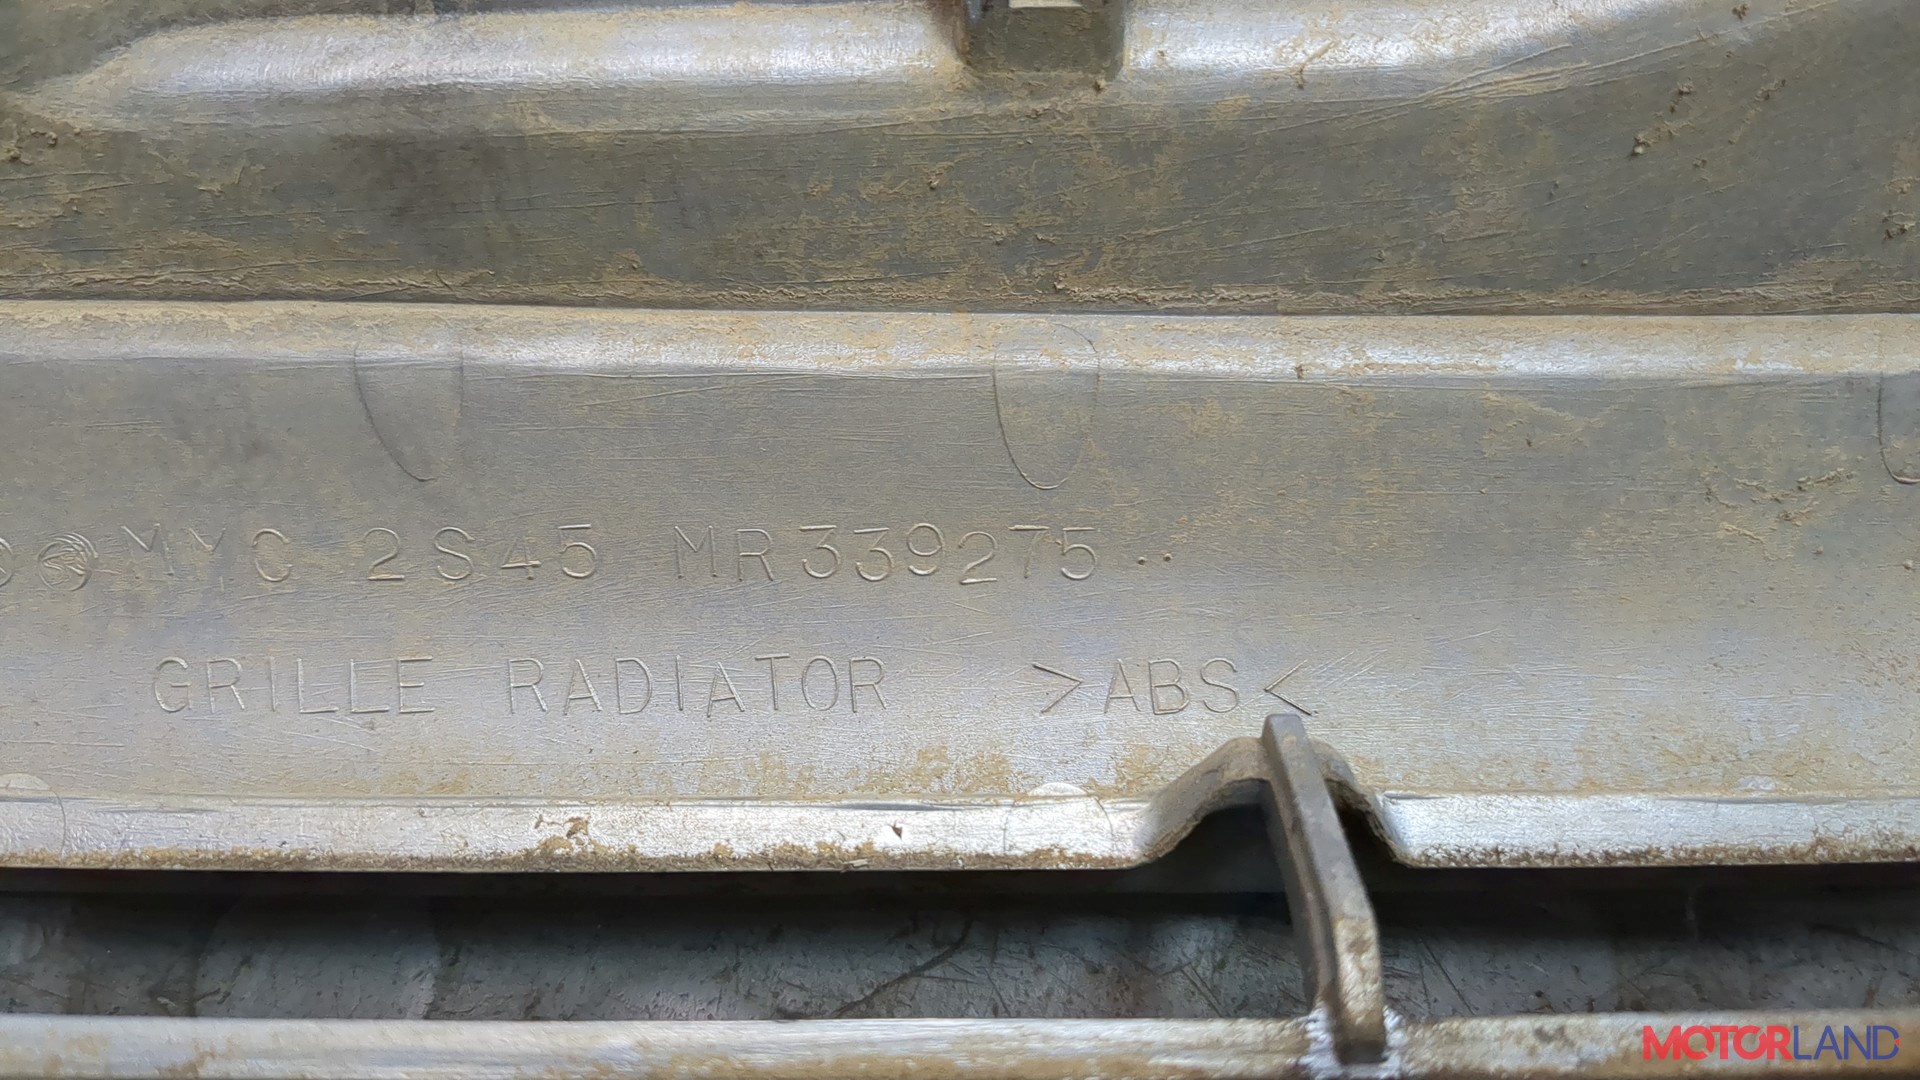 MMC 2S45 MR339275
GRILLE RADIATOR >ABS<
MOTORLAND